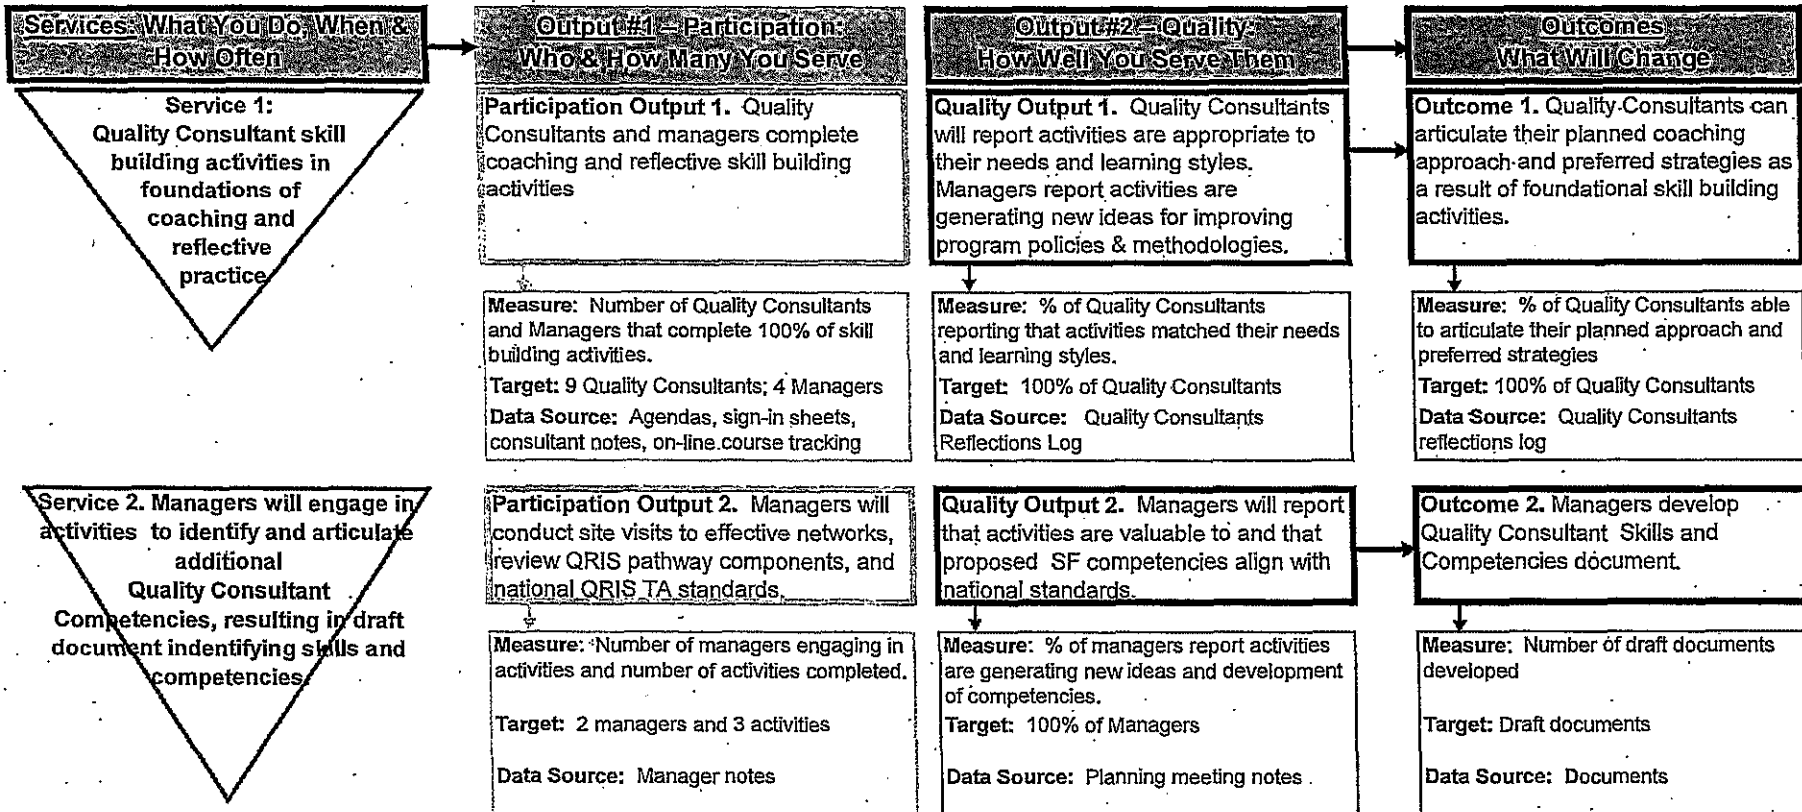 Services: What You Do, When &
How Often
Output #1 – Participation:
Who & How Many You Serve
Output #2 – Quality:
How Well You Serve Them
Outcomes
What Will Change
Service 1:
Quality Consultant skill
building activities in
foundations of
coaching and
reflective
practice
Participation Output 1. Quality
Consultants and managers complete
coaching and reflective skill building
activities
Quality Output 1. Quality Consultants
will report activities are appropriate to
their needs and learning styles.
Managers report activities are
generating new ideas for improving
program policies & methodologies.
Outcome 1. Quality Consultants can
articulate their planned coaching
approach and preferred strategies as
a result of foundational skill building
activities.
Measure: Number of Quality Consultants
and Managers that complete 100% of skill
building activities.
Target: 9 Quality Consultants; 4 Managers
Data Source: Agendas, sign-in sheets,
consultant notes, on-line course tracking
Measure: % of Quality Consultants
reporting that activities matched their needs
and learning styles.
Target: 100% of Quality Consultants
Data Source: Quality Consultants
Reflections Log
Measure: % of Quality Consultants able
to articulate their planned approach and
preferred strategies
Target: 100% of Quality Consultants
Data Source: Quality Consultants
reflections log
Service 2. Managers will engage in
activities to identify and articulate
additional
Quality Consultant
Competencies, resulting in draft
document indentifying skills and
competencies
Participation Output 2. Managers will
conduct site visits to effective networks,
review QRIS pathway components, and
national QRIS TA standards.
Quality Output 2. Managers will report
that activities are valuable to and that
proposed SF competencies align with
national standards.
Outcome 2. Managers develop
Quality Consultant Skills and
Competencies document.
Measure: Number of managers engaging in
activities and number of activities completed.
Target: 2 managers and 3 activities
Data Source: Manager notes
Measure: % of managers report activities
are generating new ideas and development
of competencies.
Target: 100% of Managers
Data Source: Planning meeting notes
Measure: Number of draft documents
developed
Target: Draft documents
Data Source: Documents